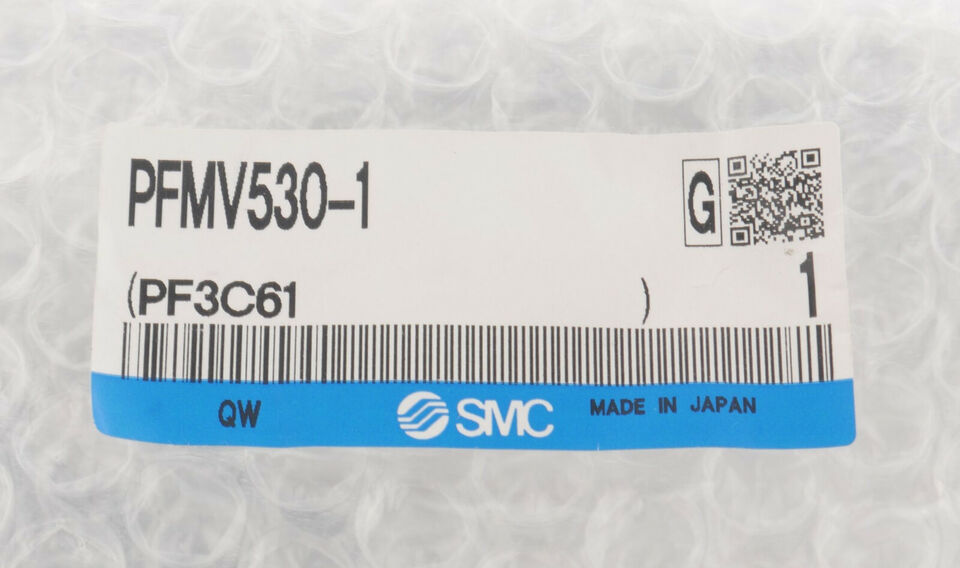 PFMV530-1
G
(PF3C61 )
1
QW
SMC
MADE IN JAPAN